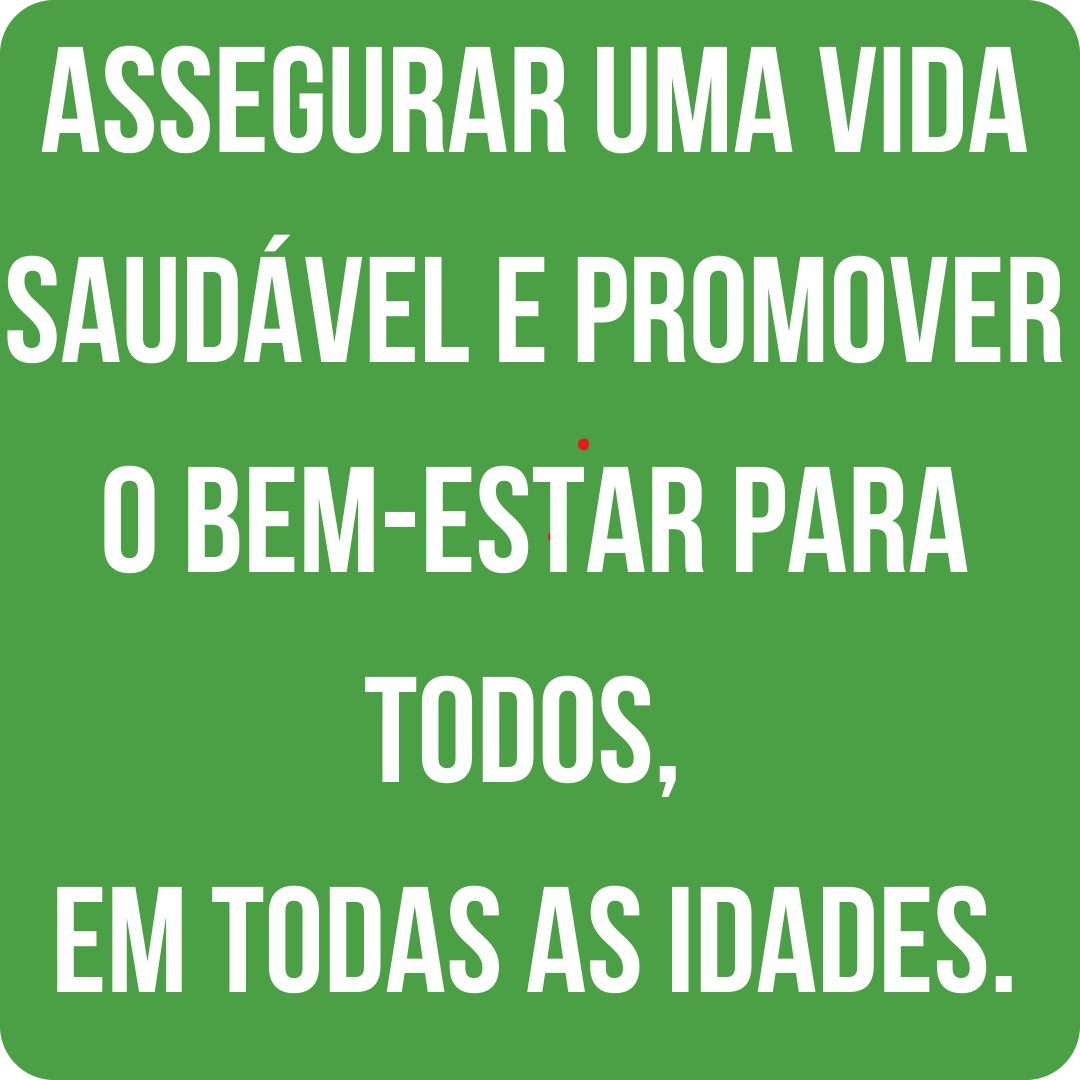 ASSEGURAR UMA VIDA
SAUDÁVEL E PROMOVER
O BEM-ESTAR PARA
TODOS,
EM TODAS AS IDADES.